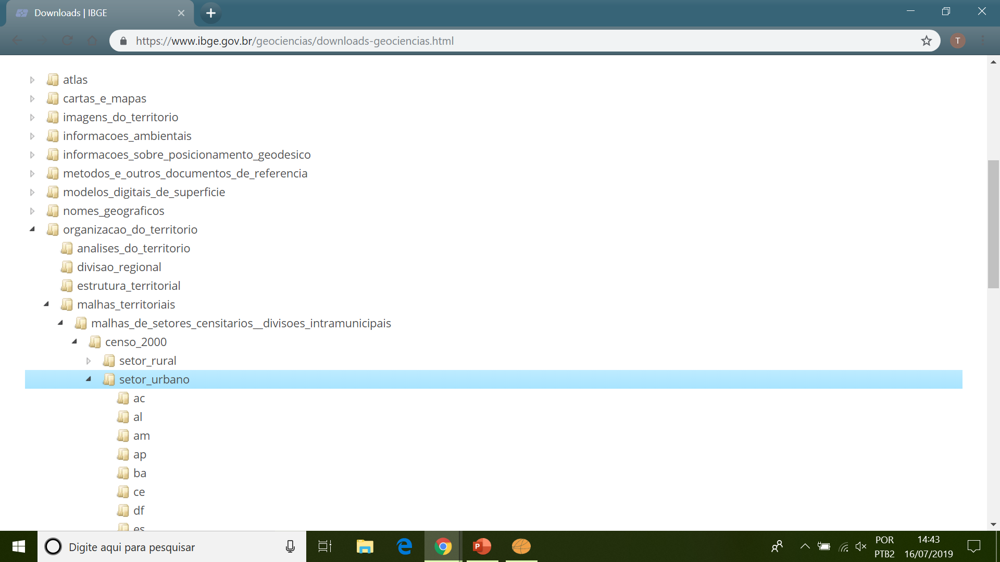 Downloads | IBGE
https://www.ibge.gov.br/geociencias/downloads-geociencias.html
T
atlas
cartas_e_mapas
imagens_do_territorio
informacoes_ambientais
informacoes_sobre_posicionamento_geodesico
metodos_e_outros_documentos_de_referencia
modelos_digitais_de_superficie
nomes_geograficos
organizacao_do_territorio
analises_do_territorio
divisao_regional
estrutura_territorial
malhas_territoriais
malhas_de_setores_censitarios__divisoes_intramunicipais
censo_2000
setor_rural
setor_urbano
ac
al
am
ap
ba
ce
df
es
Digite aqui para pesquisar
P
POR
PTB2
14:43
16/07/2019